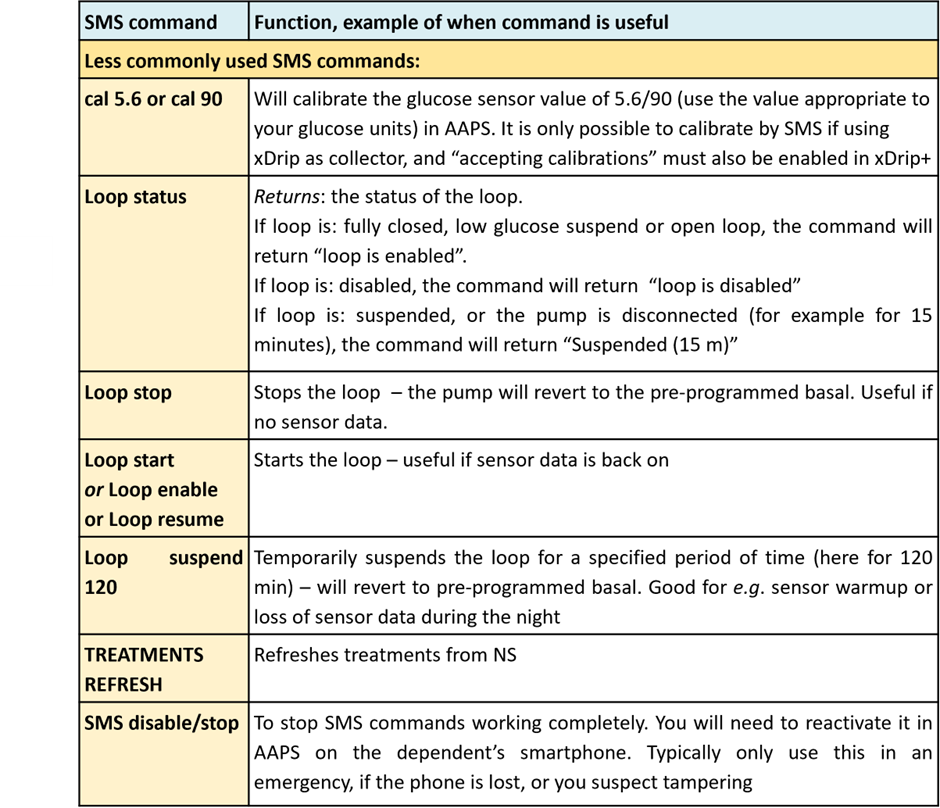 SMS command
Function, example of when command is useful
Less commonly used SMS commands:
cal 5.6 or cal 90
Will calibrate the glucose sensor value of 5.6/90 (use the value appropriate to
your glucose units) in AAPS. It is only possible to calibrate by SMS if using
xDrip as collector, and “accepting calibrations” must also be enabled in xDrip+
Loop status
Returns: the status of the loop.
If loop is: fully closed, low glucose suspend or open loop, the command will
return “loop is enabled”.
If loop is: disabled, the command will return “loop is disabled”
If loop is: suspended, or the pump is disconnected (for example for 15
minutes), the command will return “Suspended (15 m)”
Loop stop
Stops the loop – the pump will revert to the pre-programmed basal. Useful if
no sensor data.
Loop start
or Loop enable
or Loop resume
Starts the loop – useful if sensor data is back on
Loop suspend
120
Temporarily suspends the loop for a specified period of time (here for 120
min) – will revert to pre-programmed basal. Good for e.g. sensor warmup or
loss of sensor data during the night
TREATMENTS
REFRESH
Refreshes treatments from NS
SMS disable/stop
To stop SMS commands working completely. You will need to reactivate it in
AAPS on the dependent’s smartphone. Typically only use this in an
emergency, if the phone is lost, or you suspect tampering